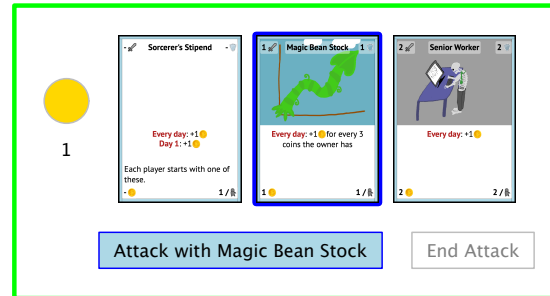 - Sorcerer's Stipend -
1 Magic Bean Stock 1
2 Senior Worker 2
1
Every day: +1
Day 1: +1
Each player starts with one of
these.
- 1 /
Every day: +1 for every 3
coins the owner has
1 1 /
Every day: +1
2 2 /
Attack with Magic Bean Stock
End Attack